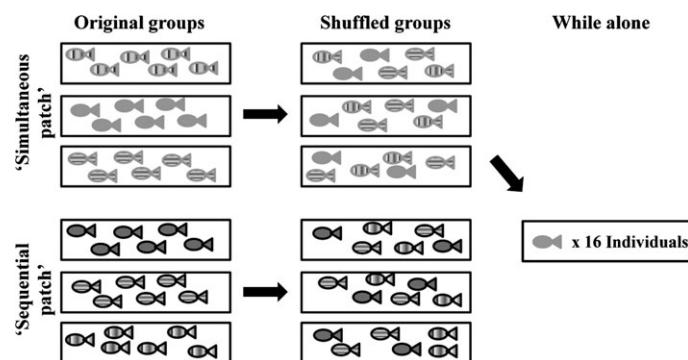 Original groups
Shuffled groups
While alone
'Simultaneous
patch'
'Sequential
patch'
x 16 Individuals